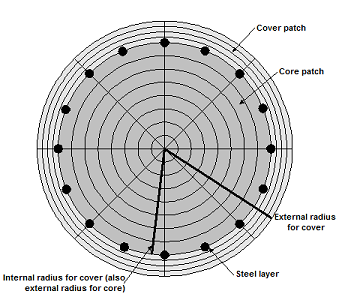 Cover patch
Core patch
External radius
for cover
Internal radius for cover (also
external radius for core)
Steel layer